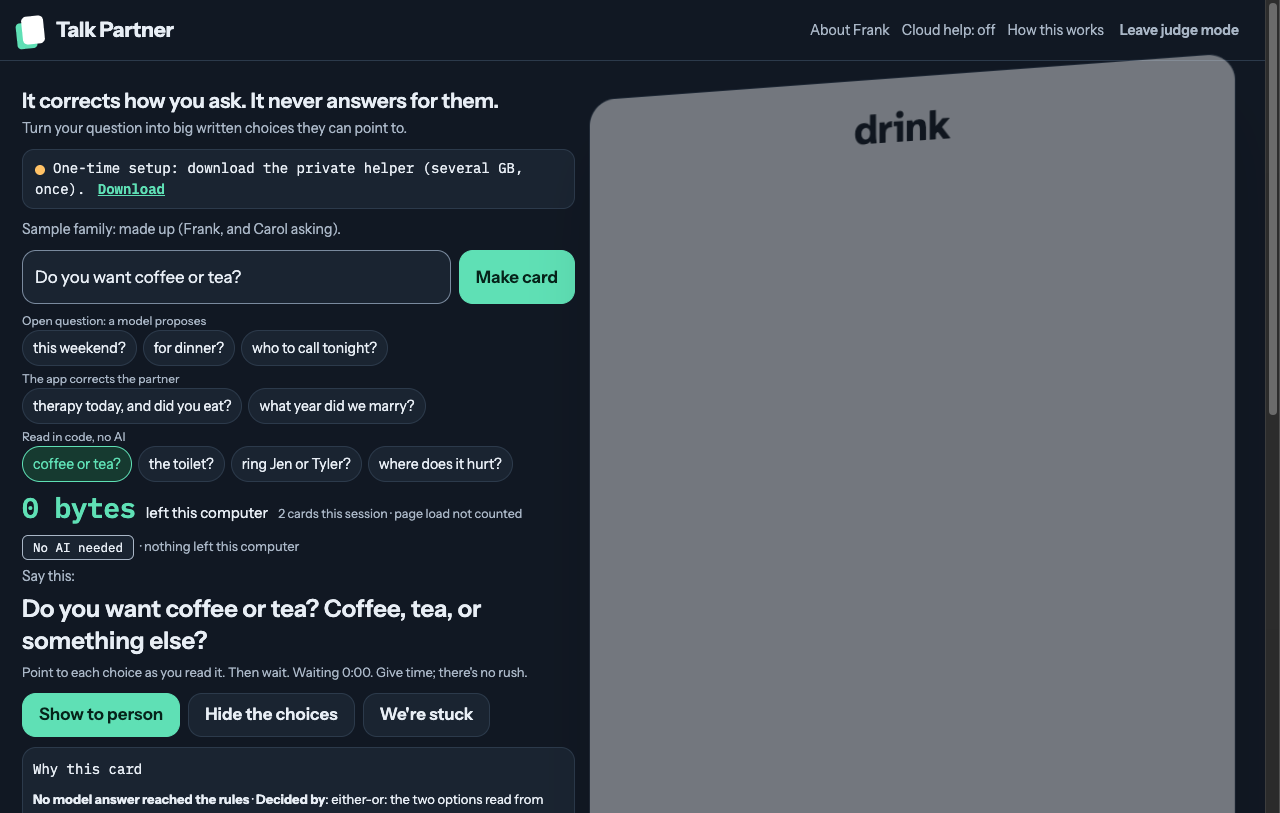 Talk Partner
About Frank Cloud help: off How this works Leave judge mode
It corrects how you ask. It never answers for them.
Turn your question into big written choices they can point to.
One-time setup: download the private helper (several GB,
once). Download
Sample family: made up (Frank, and Carol asking).
Do you want coffee or tea?
Make card
Open question: a model proposes
this weekend? for dinner? who to call tonight?
The app corrects the partner
therapy today, and did you eat? what year did we marry?
Read in code, no AI
coffee or tea? the toilet? ring Jen or Tyler? where does it hurt?
0 bytes left this computer 2 cards this session · page load not counted
No AI needed · nothing left this computer
Say this:
Do you want coffee or tea? Coffee, tea, or
something else?
Point to each choice as you read it. Then wait. Waiting 0:00. Give time; there's no rush.
Show to person Hide the choices We're stuck
Why this card
No model answer reached the rules · Decided by: either-or: the two options read from
drink